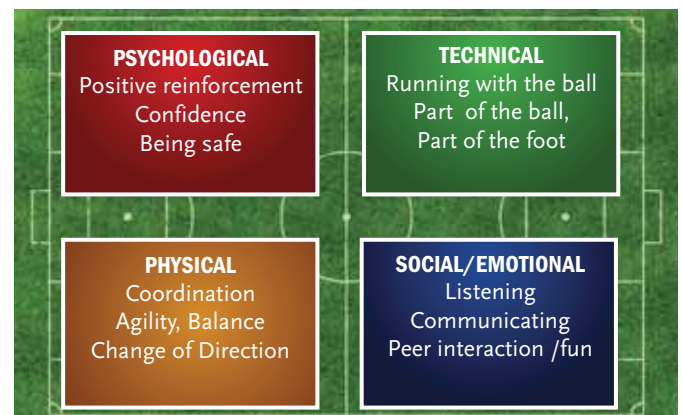 PSYCHOLOGICAL
Positive reinforcement
Confidence
Being safe
TECHNICAL
Running with the ball
Part of the ball,
Part of the foot
PHYSICAL
Coordination
Agility, Balance
Change of Direction
SOCIAL/EMOTIONAL
Listening
Communicating
Peer interaction /fun